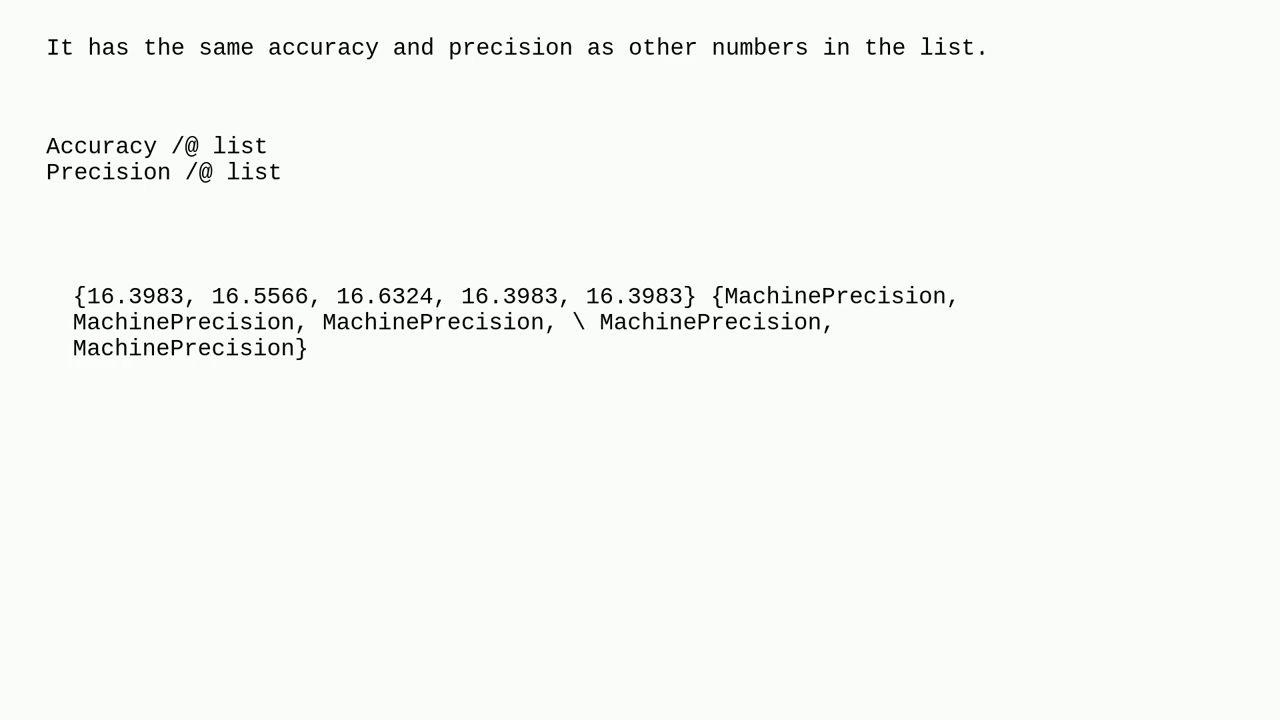 It has the same accuracy and precision as other numbers in the list.
Accuracy /@ list
Precision /@ list
{16.3983, 16.5566, 16.6324, 16.3983, 16.3983} {MachinePrecision,
MachinePrecision, MachinePrecision, \ MachinePrecision,
MachinePrecision}